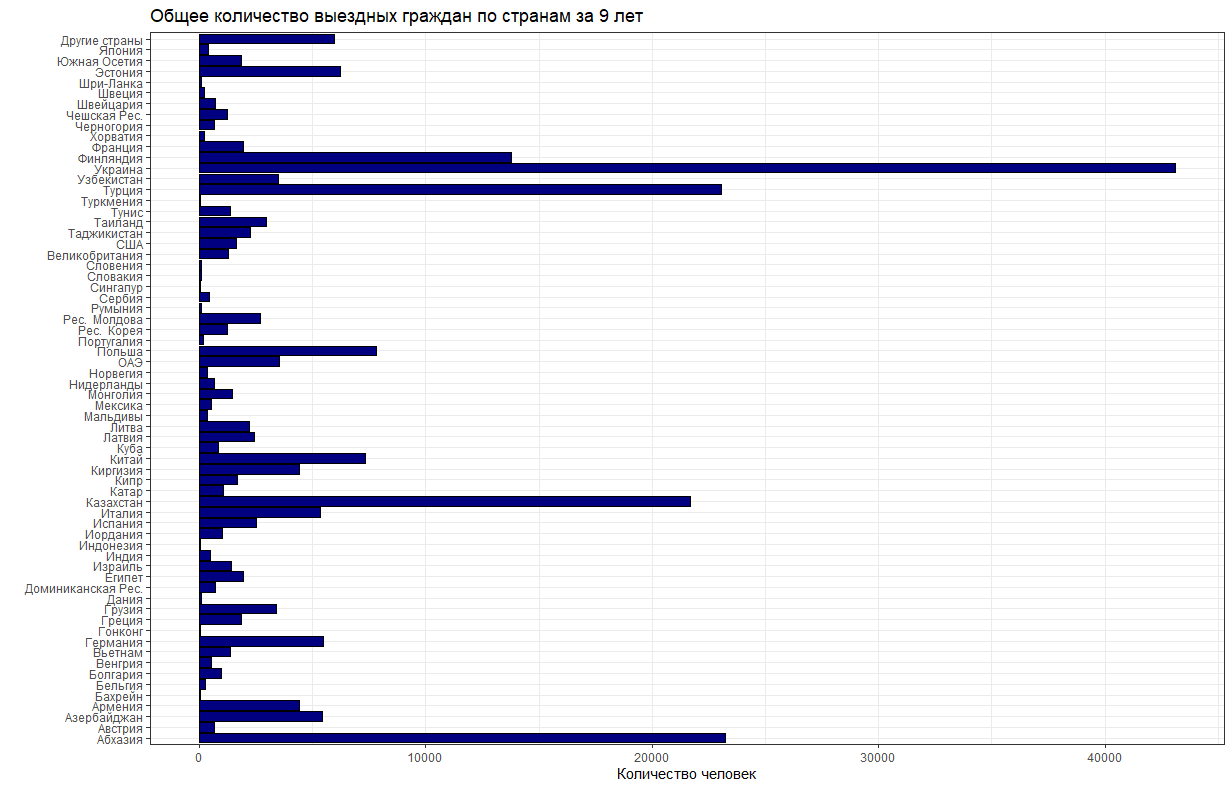 Общее количество выездных граждан по странам за 9 лет
Другие страны
Япония
Южная Осетия
Эстония
Шри-Ланка
Швеция
Швейцария
Чешская Рес.
Черногория
Хорватия
Франция
Финляндия
Украина
Узбекистан
Турция
Туркмения
Тунис
Таиланд
Таджикистан
США
Великобритания
Словения
Словакия
Сингапур
Сербия
Румыния
Рес. Молдова
Рес. Корея
Португалия
Польша
ОАЭ
Норвегия
Нидерланды
Монголия
Мексика
Мальдивы
Литва
Латвия
Куба
Китай
Киргизия
Кипр
Катар
Казахстан
Италия
Испания
Иордания
Индонезия
Индия
Израиль
Египет
Доминиканская Рес.
Дания
Грузия
Греция
Гонконг
Германия
Вьетнам
Венгрия
Болгария
Бельгия
Бахрейн
Армения
Азербайджан
Австрия
Абхазия
0 10000 20000 30000 40000
Количество человек